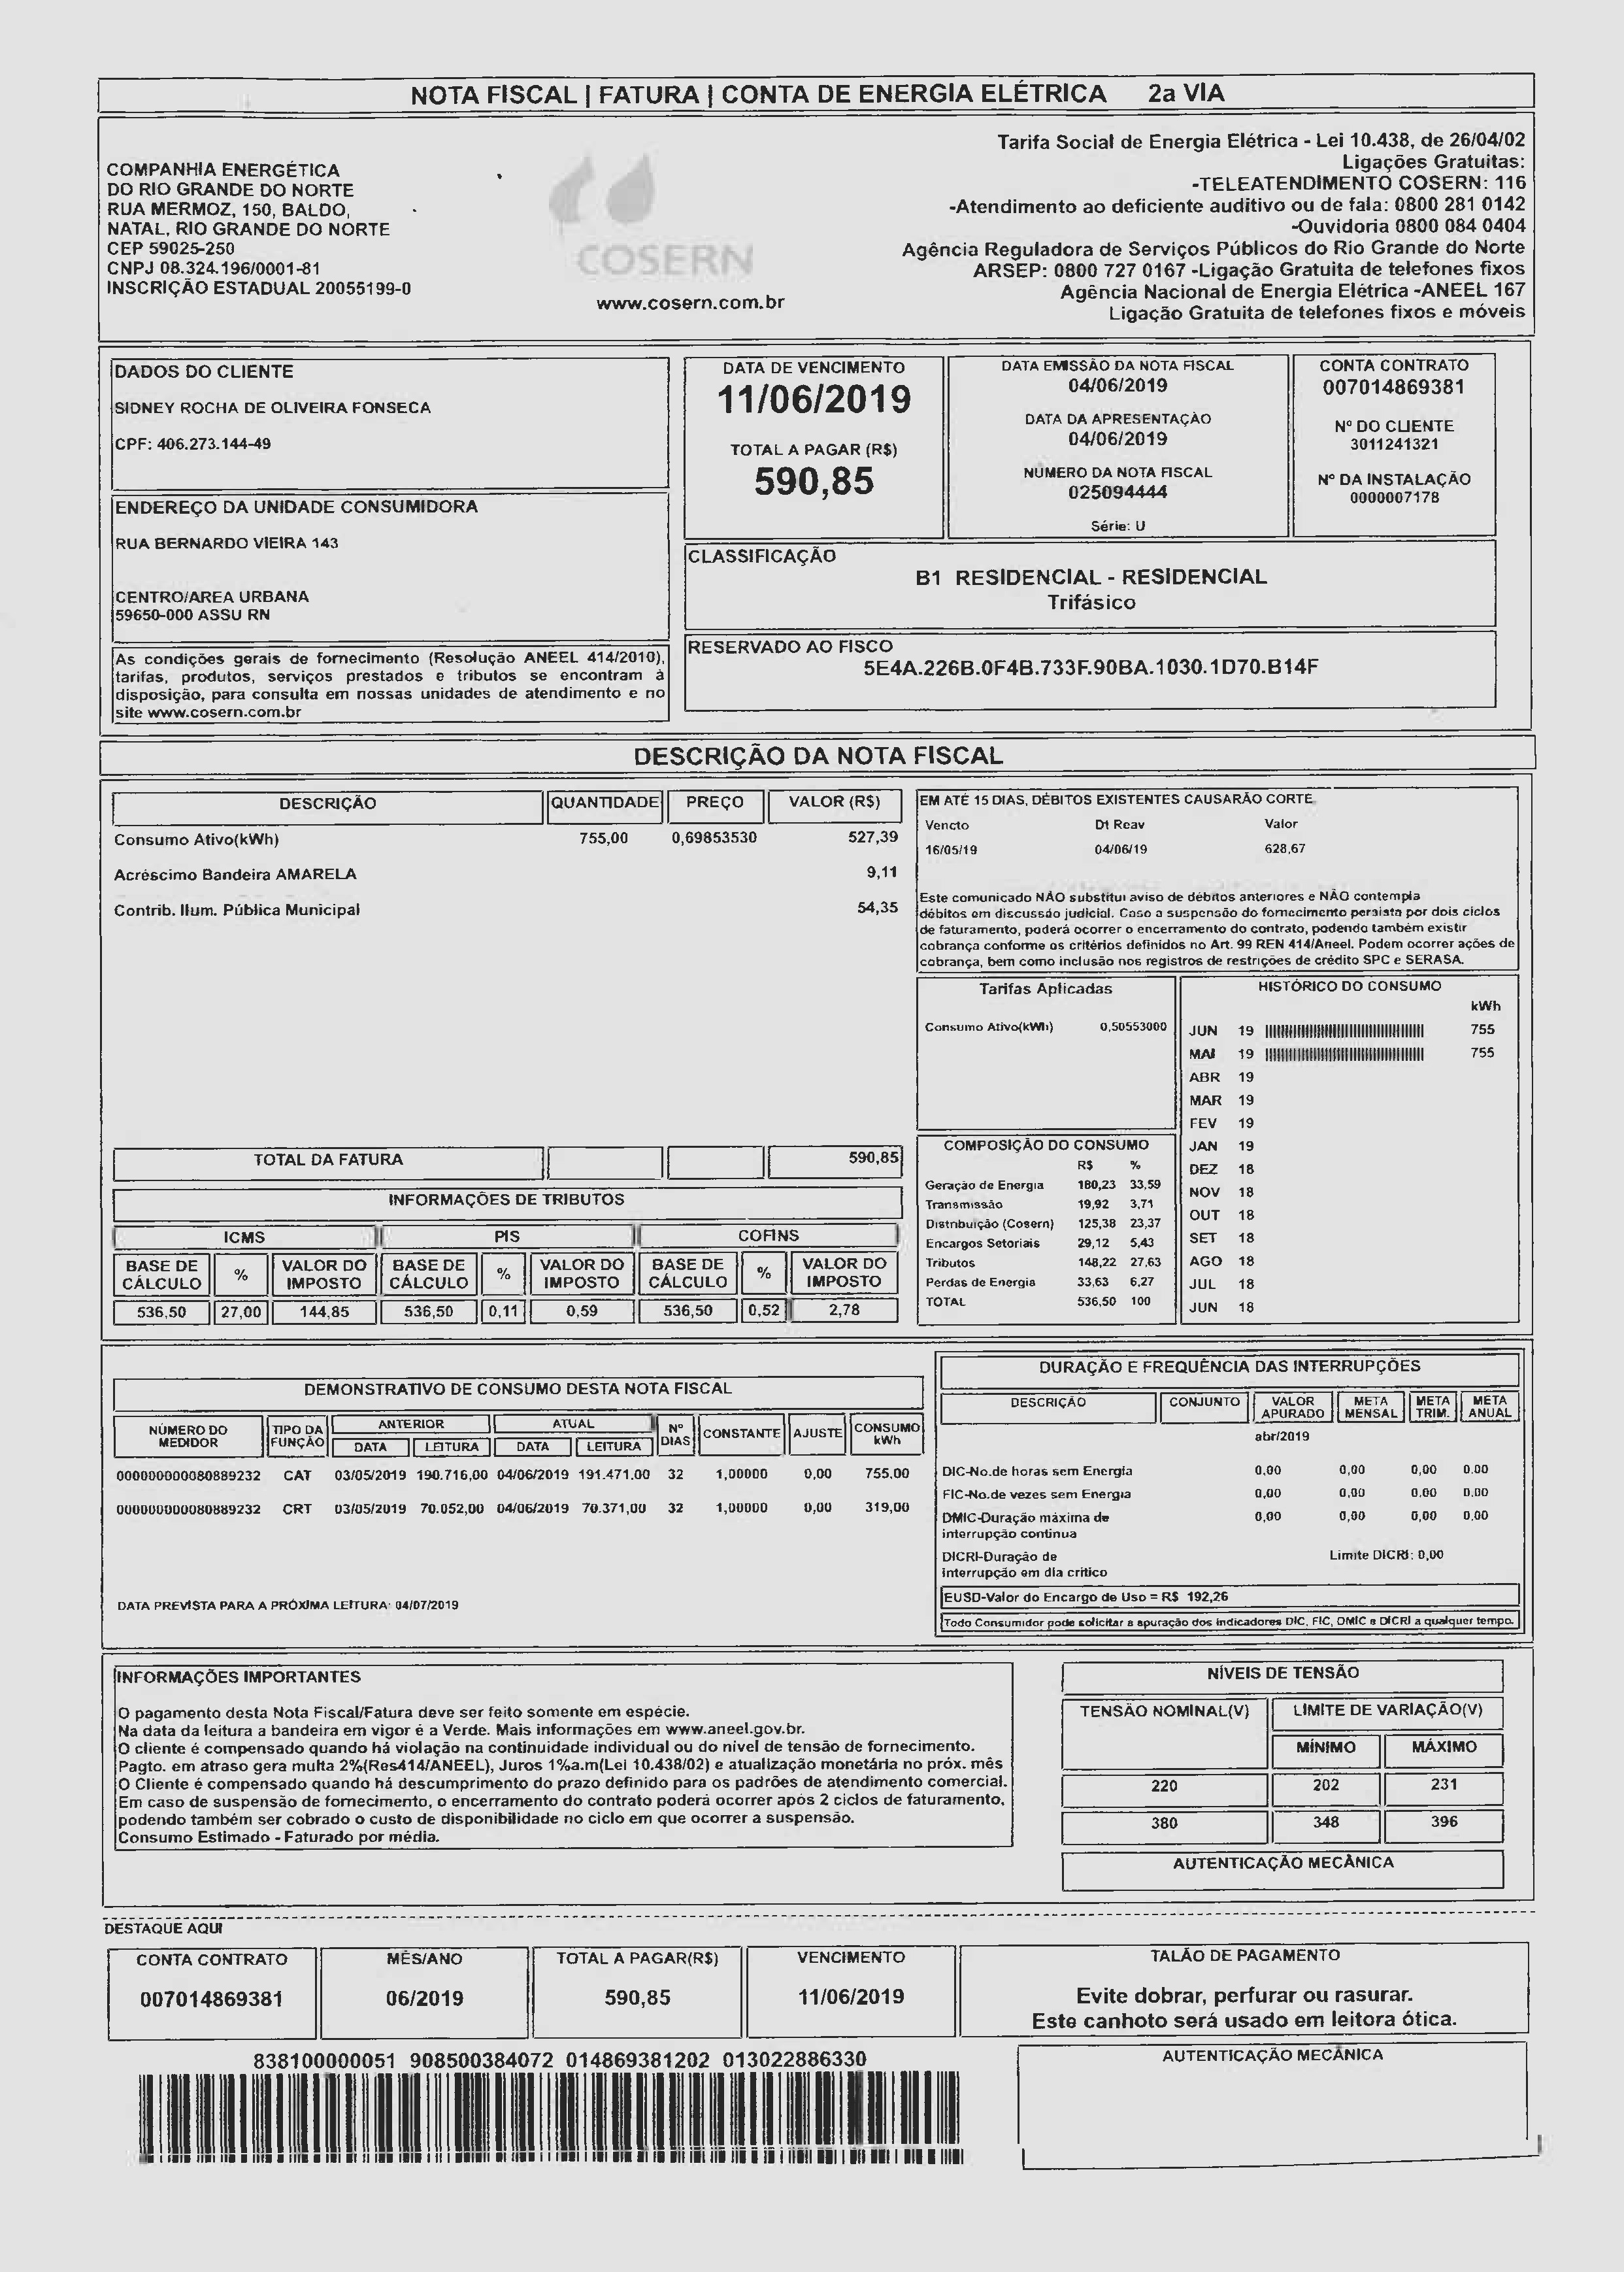 NOTA FISCAL | FATURA | CONTA DE ENERGIA ELÉTRICA 2a VIA
COMPANHIA ENERGÉTICA
DO RIO GRANDE DO NORTE
RUA MERMOZ, 150, BALDO,
NATAL, RIO GRANDE DO NORTE
CEP 59025-250
CNPJ 08.324.196/0001-81
INSCRIÇÃO ESTADUAL 20055199-0
COSERN
www.cosern.com.br
Tarifa Social de Energia Elétrica - Lei 10.438, de 26/04/02
Ligações Gratuitas:
-TELEATENDIMENTO COSERN: 116
-Atendimento ao deficiente auditivo ou de fala: 0800 281 0142
-Ouvidoria 0800 084 0404
Agência Reguladora de Serviços Públicos do Rio Grande do Norte
ARSEP: 0800 727 0167 -Ligação Gratuita de telefones fixos
Agência Nacional de Energia Elétrica -ANEEL 167
Ligação Gratuita de telefones fixos e móveis
DADOS DO CLIENTE
SIDNEY ROCHA DE OLIVEIRA FONSECA
CPF: 406.273.144-49
ENDEREÇO DA UNIDADE CONSUMIDORA
RUA BERNARDO VIEIRA 143
CENTRO/AREA URBANA
59650-000 ASSU RN
As condições gerais de fornecimento (Resolução ANEEL 414/2010),
tarifas, produtos, serviços prestados e tributos se encontram à
disposição, para consulta em nossas unidades de atendimento e no
site www.cosern.com.br
DATA DE VENCIMENTO
11/06/2019
TOTAL A PAGAR (R$)
590,85
DATA EMISSÃO DA NOTA FISCAL
04/06/2019
DATA DA APRESENTAÇÃO
04/06/2019
NUMERO DA NOTA FISCAL
025094444
Série: U
CONTA CONTRATO
007014869381
Nº DO CLIENTE
3011241321
Nº DA INSTALAÇÃO
0000007178
CLASSIFICAÇÃO
B1 RESIDENCIAL - RESIDENCIAL
Trifásico
RESERVADO AO FISCO
5E4A.226B.0F4B.733F.90BA.1030.1D70.B14F
DESCRIÇÃO DA NOTA FISCAL
DESCRIÇÃO QUANTIDADE PREÇO VALOR (R$)
Consumo Ativo(kWh) 755,00 0,69853530 527,39
Acréscimo Bandeira AMARELA 9,11
Contrib. Ilum. Pública Municipal 54,35
TOTAL DA FATURA 590,85
INFORMAÇÕES DE TRIBUTOS
ICMS PIS COFINS
BASE DE CÁLCULO % VALOR DO IMPOSTO BASE DE CÁLCULO % VALOR DO IMPOSTO BASE DE CÁLCULO % VALOR DO IMPOSTO
536,50 27,00 144,85 536,50 0,11 0,59 536,50 0,52 2,78
EM ATÉ 15 DIAS, DÉBITOS EXISTENTES CAUSARÃO CORTE
Vencto Dt Reav Valor
16/05/19 04/06/19 628,67
Este comunicado NÃO substitui aviso de débitos anteriores e NÃO contempla
débitos em discussão judicial. Caso a suspensão do fornecimento persista por dois ciclos
de faturamento, poderá ocorrer o encerramento do contrato, podendo também existir
cobrança conforme os critérios definidos no Art. 99 REN 414/Aneel. Podem ocorrer ações de
cobrança, bem como inclusão nos registros de restrições de crédito SPC e SERASA.
Tarifas Aplicadas
Consumo Ativo(kWh) 0,50553000
COMPOSIÇÃO DO CONSUMO
R$ %
Geração de Energia 180,23 33,59
Transmissão 19,92 3,71
Distribuição (Cosern) 125,38 23,37
Encargos Setoriais 29,12 5,43
Tributos 148,22 27,63
Perdas de Energia 33,63 6,27
TOTAL 536,50 100
HISTÓRICO DO CONSUMO
kWh
JUN 19 755
MAI 19 755
ABR 19
MAR 19
FEV 19
JAN 19
DEZ 18
NOV 18
OUT 18
SET 18
AGO 18
JUL 18
JUN 18
DEMONSTRATIVO DE CONSUMO DESTA NOTA FISCAL
NÚMERO DO MEDIDOR TIPO DA FUNÇÃO ANTERIOR DATA LEITURA ATUAL DATA LEITURA Nº DIAS CONSTANTE AJUSTE CONSUMO kWh
000000000080889232 CAT 03/05/2019 190.716,00 04/06/2019 191.471,00 32 1,00000 0,00 755,00
000000000080889232 CRT 03/05/2019 70.052,00 04/06/2019 70.371,00 32 1,00000 0,00 319,00
DATA PREVISTA PARA A PRÓXIMA LEITURA: 04/07/2019
DURAÇÃO E FREQUÊNCIA DAS INTERRUPÇÕES
DESCRIÇÃO CONJUNTO VALOR APURADO META MENSAL META TRIM. META ANUAL
abr/2019
DIC-No.de horas sem Energia 0,00 0,00 0,00 0.00
FIC-No.de vezes sem Energia 0,00 0,00 0.00 0.00
DMIC-Duração máxima de 0,00 0,00 0,00 0,00
interrupção continua
DICRI-Duração de Limite DICRI: 0,00
interrupção em dia critico
EUSD-Valor do Encargo de Uso = R$ 192,26
Todo Consumidor pode solicitar a apuração dos indicadores DIC, FIC, DMIC e DICRI a qualquer tempo.
INFORMAÇÕES IMPORTANTES
O pagamento desta Nota Fiscal/Fatura deve ser feito somente em espécie.
Na data da leitura a bandeira em vigor é a Verde. Mais informações em www.aneel.gov.br.
O cliente é compensado quando há violação na continuidade individual ou do nível de tensão de fornecimento.
Pagto. em atraso gera multa 2%(Res414/ANEEL), Juros 1%a.m(Lei 10.438/02) e atualização monetária no próx. mês
O Cliente é compensado quando há descumprimento do prazo definido para os padrões de atendimento comercial.
Em caso de suspensão de fornecimento, o encerramento do contrato poderá ocorrer após 2 ciclos de faturamento,
podendo também ser cobrado o custo de disponibilidade no ciclo em que ocorrer a suspensão.
Consumo Estimado - Faturado por média.
NÍVEIS DE TENSÃO
TENSÃO NOMINAL(V) LIMITE DE VARIAÇÃO(V)
MÍNIMO MÁXIMO
220 202 231
380 348 396
AUTENTICAÇÃO MECÂNICA
DESTAQUE AQUI
CONTA CONTRATO MÊS/ANO TOTAL A PAGAR(R$) VENCIMENTO
007014869381 06/2019 590,85 11/06/2019
TALÃO DE PAGAMENTO
Evite dobrar, perfurar ou rasurar.
Este canhoto será usado em leitora ótica.
838100000051 908500384072 014869381202 013022886330
AUTENTICAÇÃO MECÂNICA